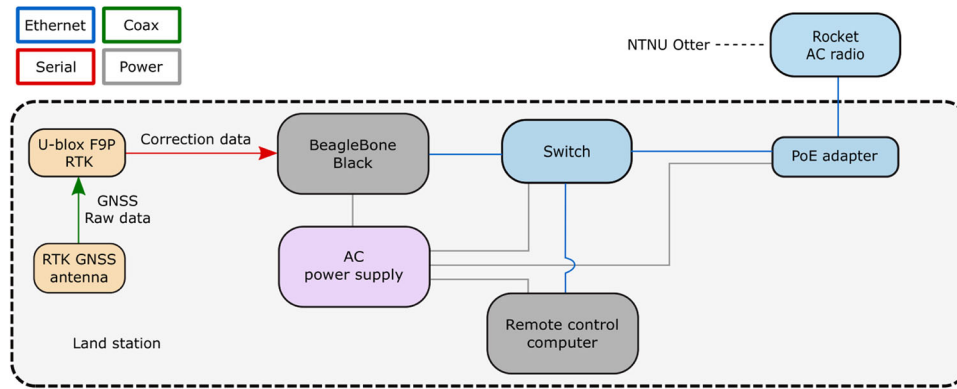 Ethernet
Coax
Serial
Power
NTNU Otter
Rocket
AC radio
U-blox F9P
RTK
Correction data
BeagleBone
Black
Switch
PoE adapter
GNSS
Raw data
RTK GNSS
antenna
AC
power supply
Remote control
computer
Land station